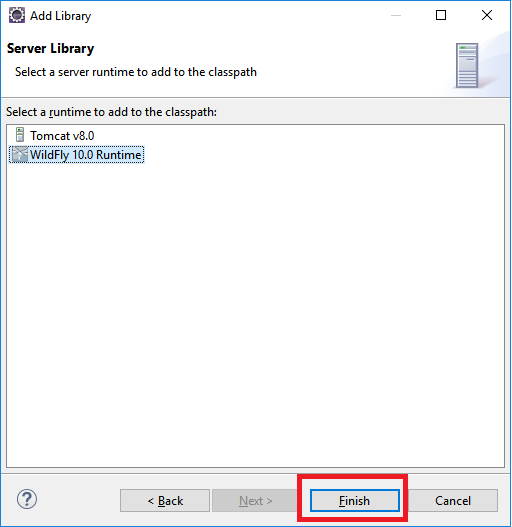 Add Library
Server Library
Select a server runtime to add to the classpath
Select a runtime to add to the classpath:
Tomcat v8.0
WildFly 10.0 Runtime
? < Back Next > Finish Cancel